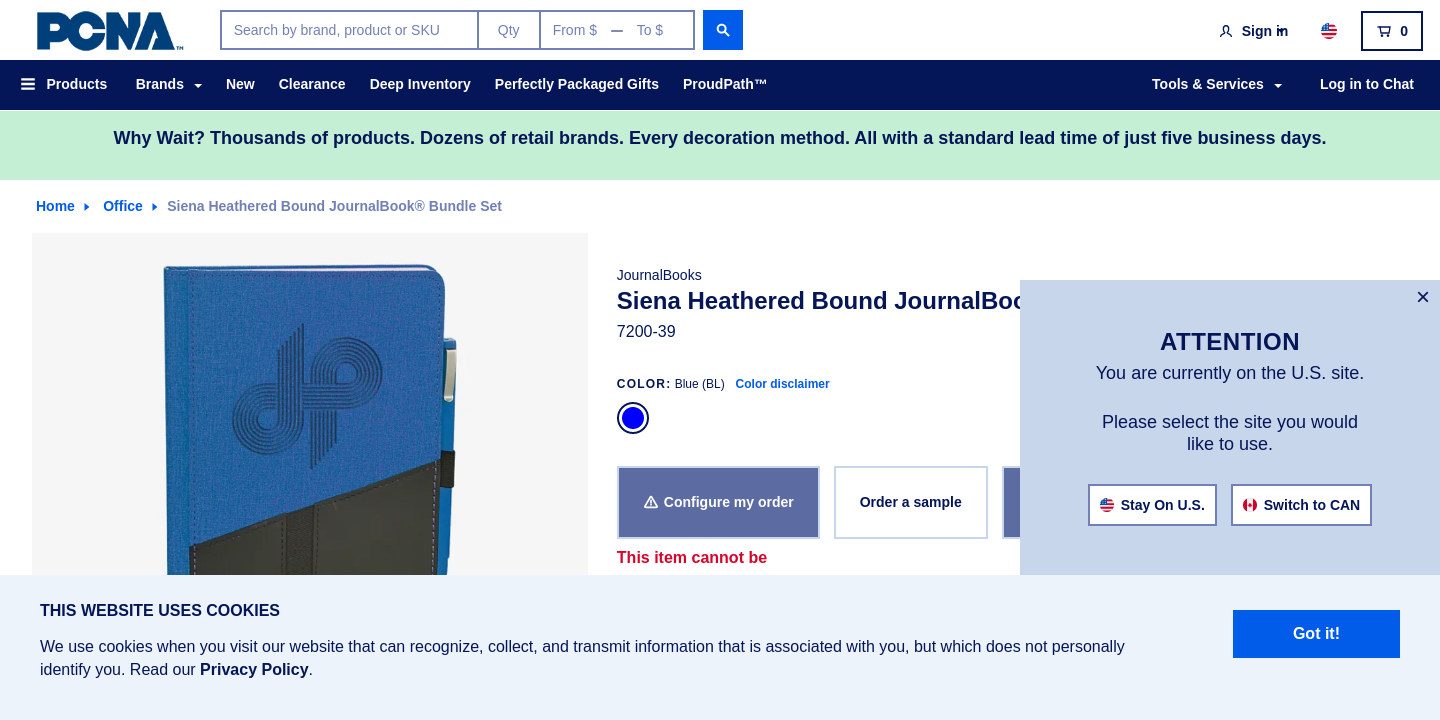 PCNA™
Search by brand, product or SKU
Qty
From $ — To $
Sign in
0
Products
Brands
New
Clearance
Deep Inventory
Perfectly Packaged Gifts
ProudPath™
Tools & Services
Log in to Chat
Why Wait? Thousands of products. Dozens of retail brands. Every decoration method. All with a standard lead time of just five business days.
Home
Office
Siena Heathered Bound JournalBook® Bundle Set
JournalBooks
Siena Heathered Bound JournalBoo
7200-39
COLOR: Blue (BL) Color disclaimer
Configure my order
Order a sample
This item cannot be
×
ATTENTION
You are currently on the U.S. site.
Please select the site you would
like to use.
Stay On U.S.
Switch to CAN
THIS WEBSITE USES COOKIES
We use cookies when you visit our website that can recognize, collect, and transmit information that is associated with you, but which does not personally
identify you. Read our Privacy Policy.
Got it!